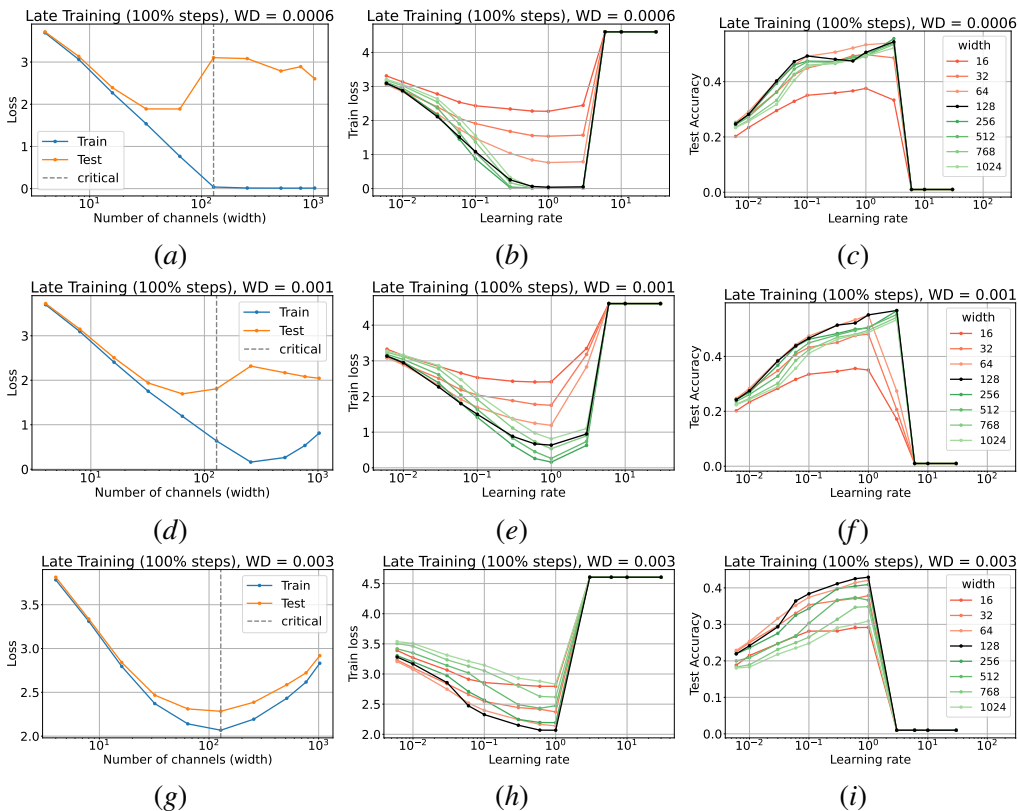 Late Training (100% steps), WD = 0.0006
Loss
3
2
1
0
Train
Test
critical
10¹ 10² 10³
Number of channels (width)
(a)
Late Training (100% steps), WD = 0.0006
Train loss
4
3
2
1
0
10⁻² 10⁻¹ 10⁰ 10¹
Learning rate
(b)
Late Training (100% steps), WD = 0.0006
Test Accuracy
0.4
0.2
0.0
width
16
32
64
128
256
512
768
1024
10⁻² 10⁻¹ 10⁰ 10¹ 10²
Learning rate
(c)
Late Training (100% steps), WD = 0.001
Loss
3
2
1
0
Train
Test
critical
10¹ 10² 10³
Number of channels (width)
(d)
Late Training (100% steps), WD = 0.001
Train loss
4
3
2
1
0
10⁻² 10⁻¹ 10⁰ 10¹
Learning rate
(e)
Late Training (100% steps), WD = 0.001
Test Accuracy
0.4
0.2
0.0
width
16
32
64
128
256
512
768
1024
10⁻² 10⁻¹ 10⁰ 10¹ 10²
Learning rate
(f)
Late Training (100% steps), WD = 0.003
Loss
3.5
3.0
2.5
2.0
Train
Test
critical
10¹ 10² 10³
Number of channels (width)
(g)
Late Training (100% steps), WD = 0.003
Train loss
4.5
4.0
3.5
3.0
2.5
2.0
10⁻² 10⁻¹ 10⁰ 10¹
Learning rate
(h)
Late Training (100% steps), WD = 0.003
Test Accuracy
0.4
0.3
0.2
0.1
0.0
width
16
32
64
128
256
512
768
1024
10⁻² 10⁻¹ 10⁰ 10¹ 10²
Learning rate
(i)